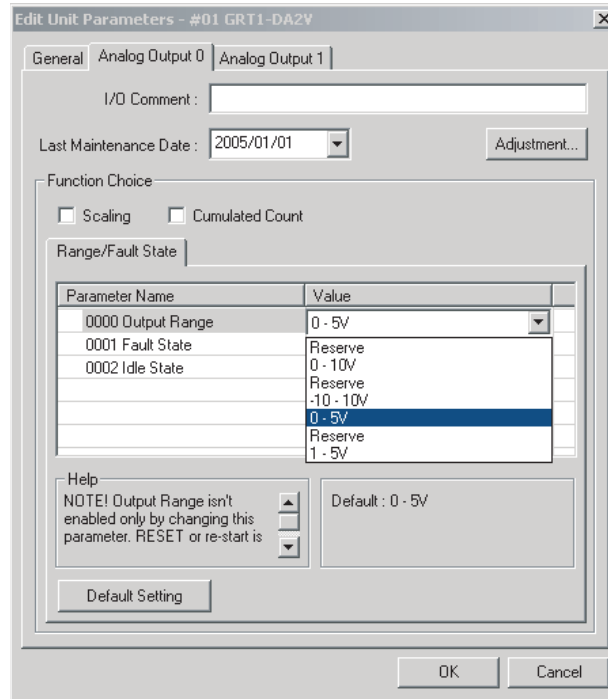 Edit Unit Parameters - #01 GRT1-DA2V
General Analog Output 0 Analog Output 1
I/O Comment :
Last Maintenance Date : 2005/01/01 Adjustment...
Function Choice
Scaling Cumulated Count
Range/Fault State
Parameter Name Value
0000 Output Range 0 - 5V
0001 Fault State
0002 Idle State
Reserve
0 - 10V
Reserve
-10 - 10V
0 - 5V
Reserve
1 - 5V
Help
NOTE! Output Range isn't
enabled only by changing this
parameter. RESET or re-start is
Default : 0 - 5V
Default Setting
OK Cancel